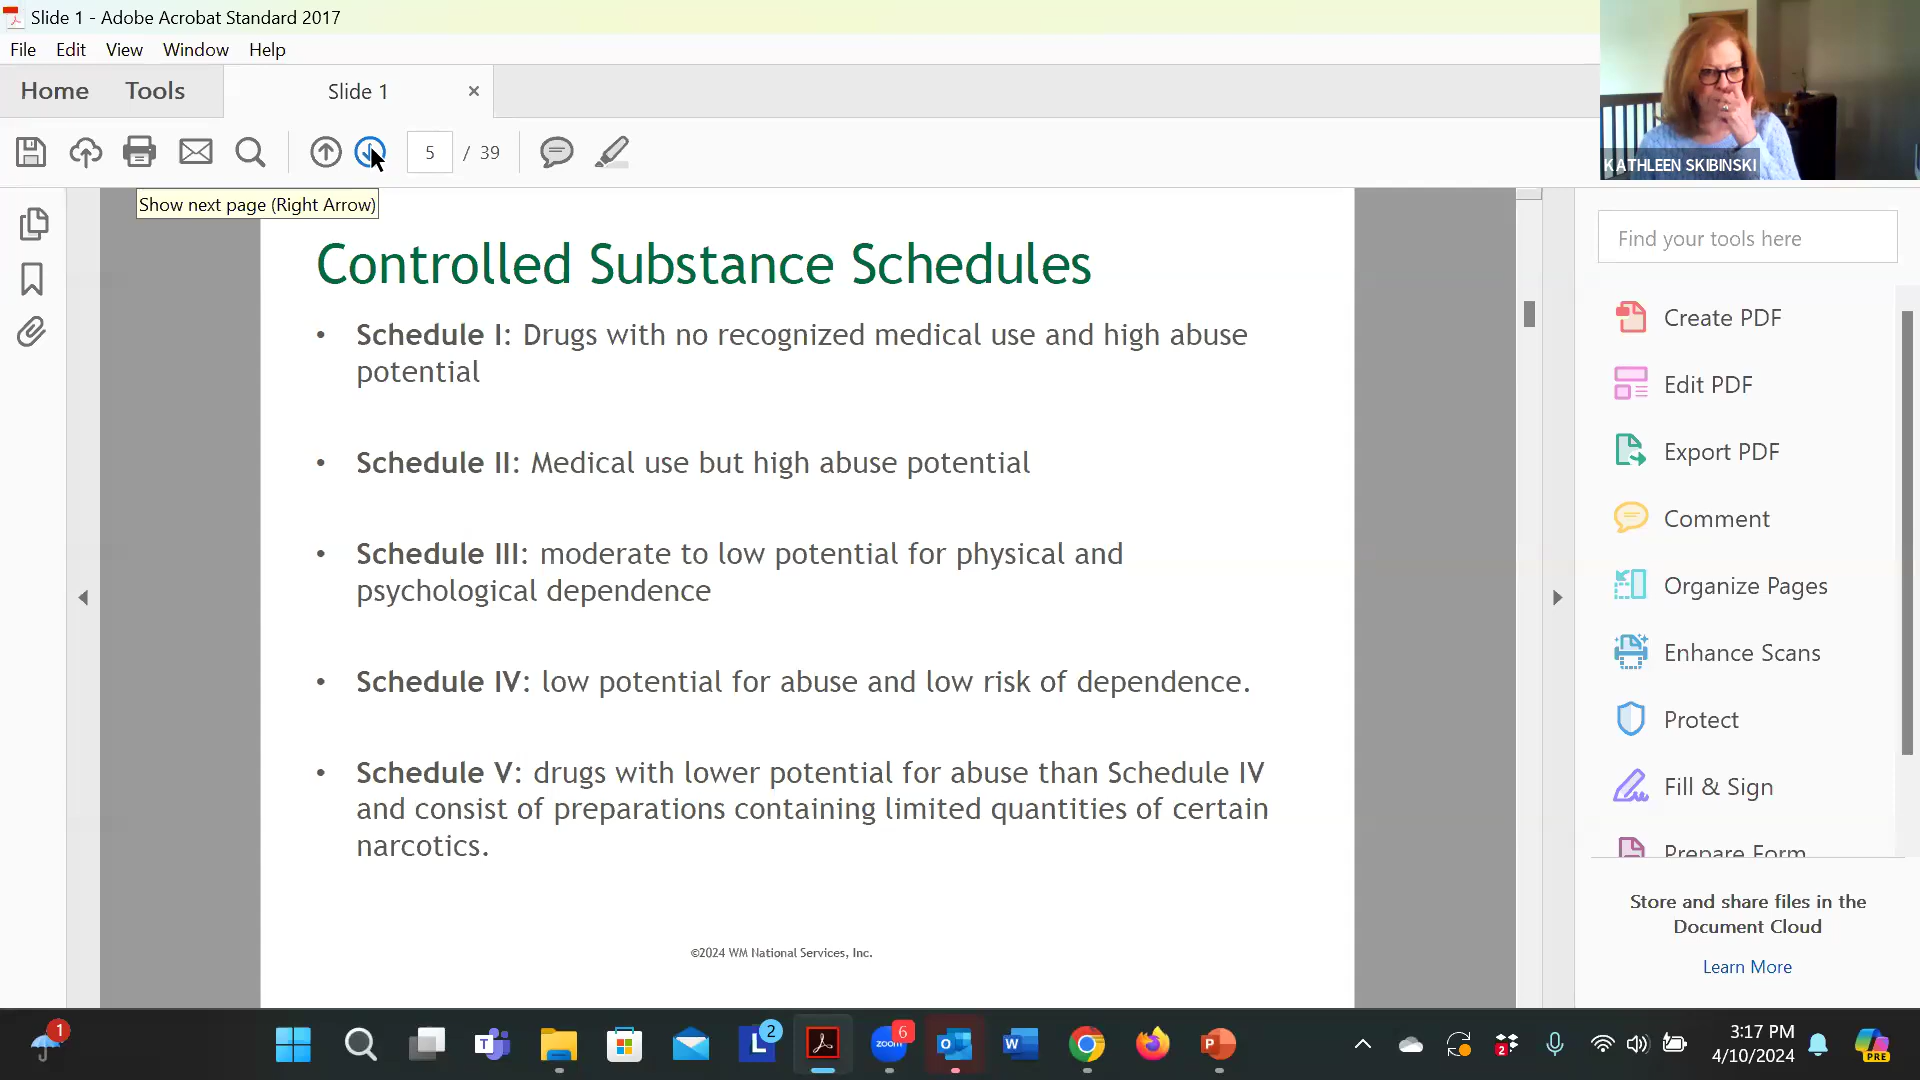 Slide 1 - Adobe Acrobat Standard 2017
File Edit View Window Help
Home Tools Slide 1 ×
5 / 39
Show next page (Right Arrow)
KATHLEEN SKIBINSKI
Controlled Substance Schedules
• Schedule I: Drugs with no recognized medical use and high abuse
potential
• Schedule II: Medical use but high abuse potential
• Schedule III: moderate to low potential for physical and
psychological dependence
• Schedule IV: low potential for abuse and low risk of dependence.
• Schedule V: drugs with lower potential for abuse than Schedule IV
and consist of preparations containing limited quantities of certain
narcotics.
©2024 WM National Services, Inc.
Find your tools here
Create PDF
Edit PDF
Export PDF
Comment
Organize Pages
Enhance Scans
Protect
Fill & Sign
Prepare Form
Store and share files in the
Document Cloud
Learn More
1
T
L
2
zoom
6
O
W
P
2
3:17 PM
4/10/2024
PRE